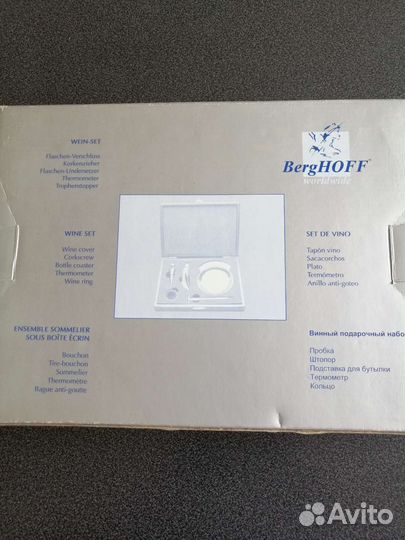 WEIN-SET
Flaschen-Verschluss
Korkenzieher
Flaschen-Untersetzer
Thermometer
Tropfenstopper
BergHOFF®
worldwide
WINE SET
Wine cover
Corkscrew
Bottle coaster
Thermometer
Wine ring
SET DE VINO
Tapón vino
Sacacorchos
Plato
Termómetro
Anillo anti-goteo
ENSEMBLE SOMMELIER
SOUS BOÎTE ÉCRIN
Bouchon
Tire-bouchon
Sommelier
Thermomètre
Bague anti-goutte
Винный подарочный набо
Пробка
Штопор
Подставка для бутылки
Термометр
Кольцо
Avito